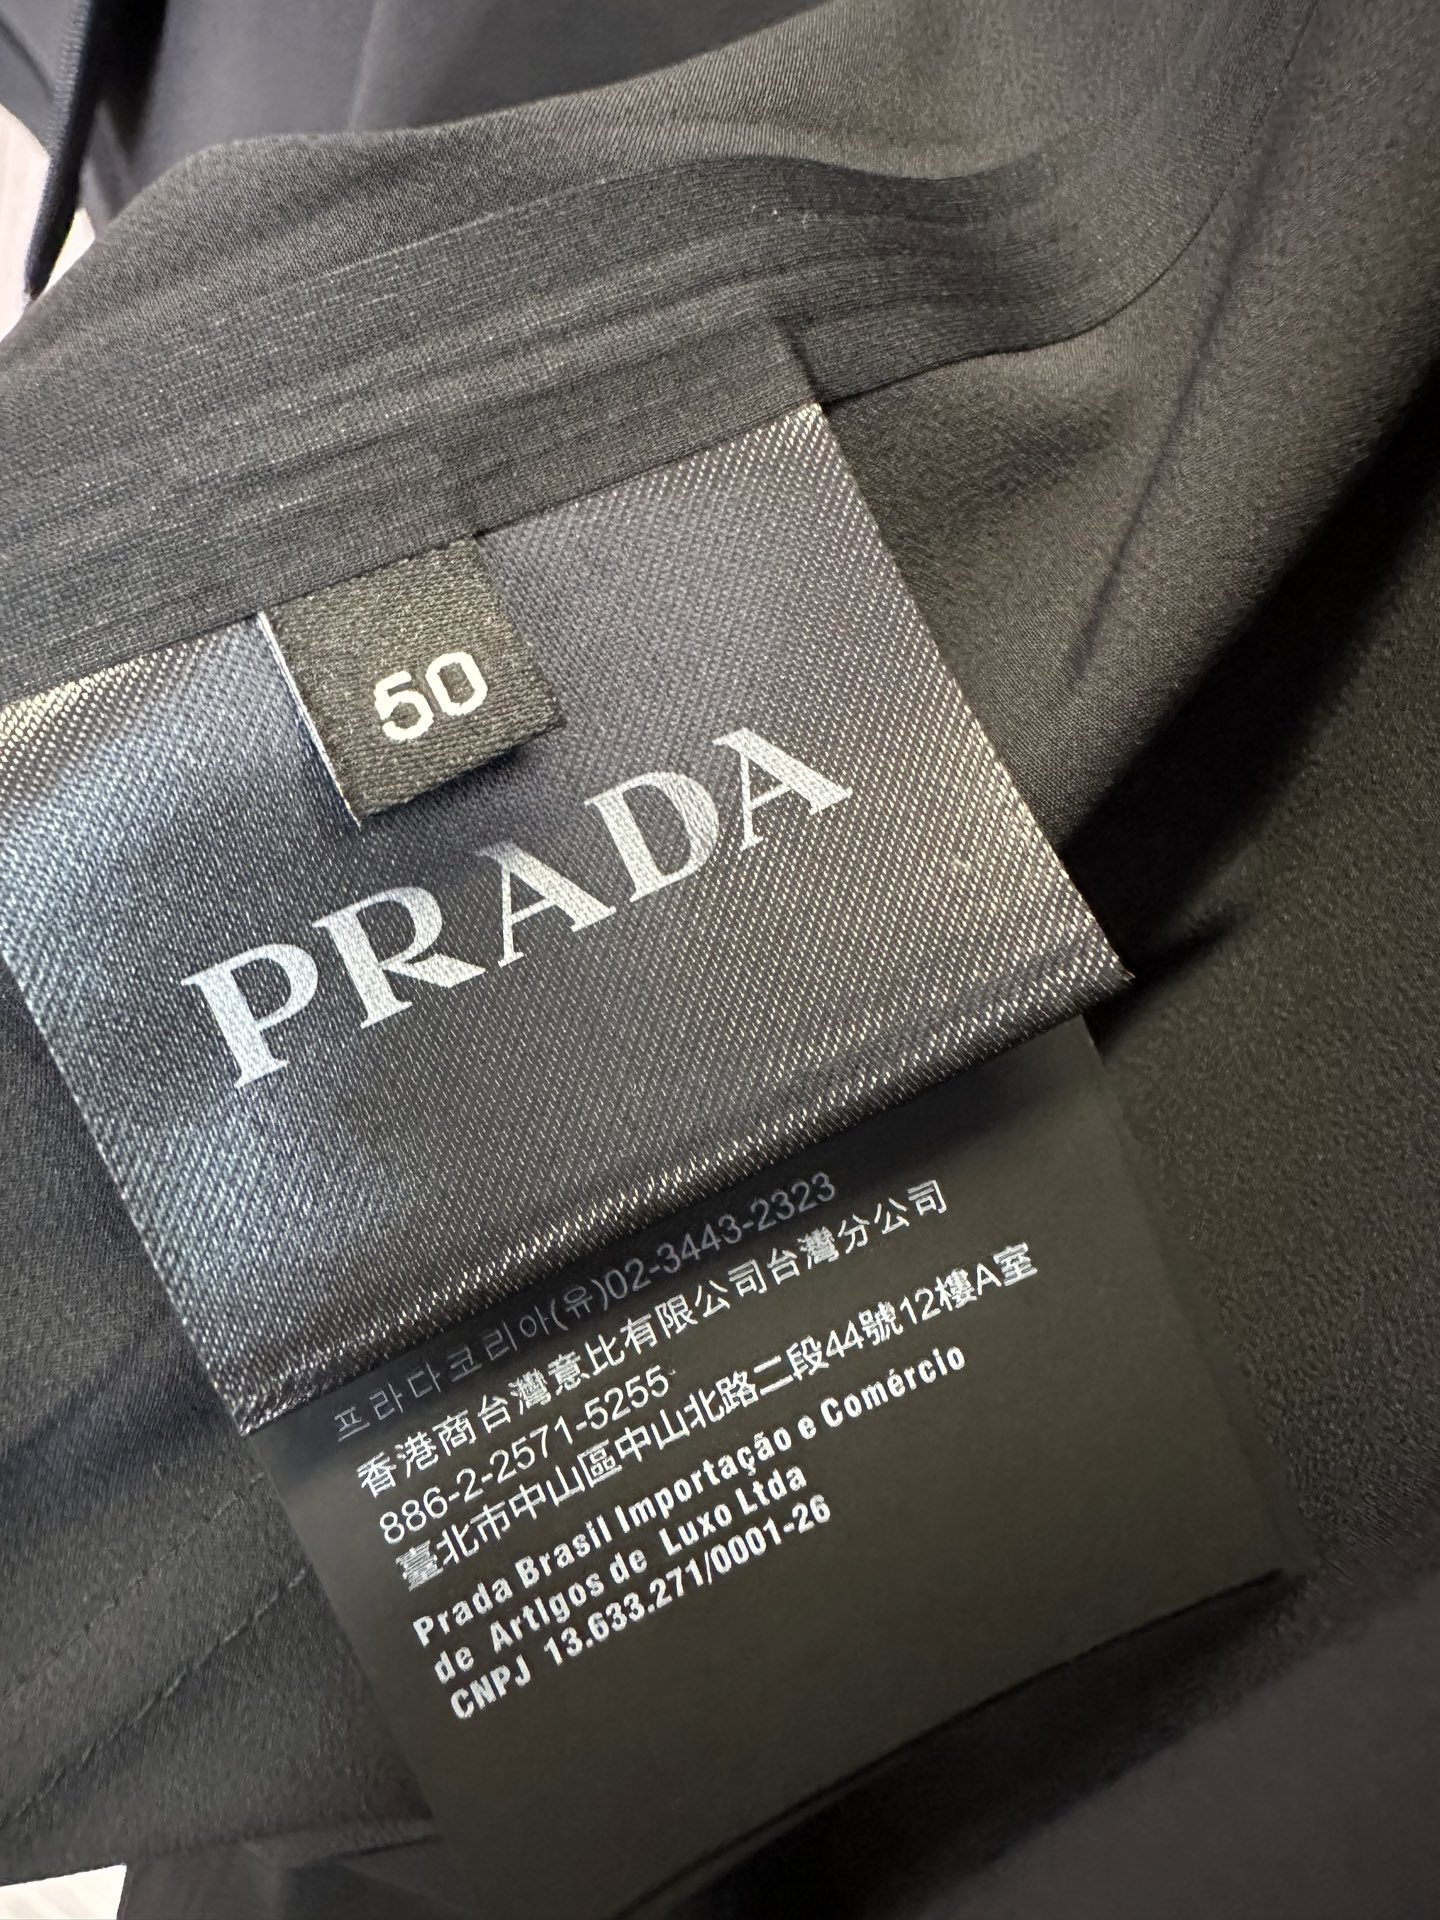 50
PRADA
프라다코리아(유)02-3443-2323
香港商台灣意比有限公司台灣分公司
886-2-2571-5255
臺北市中山區中山北路二段44號12樓A室
Prada Brasil Importação e Comércio
de Artigos de Luxo Ltda
CNPJ 13.633.271/0001-26